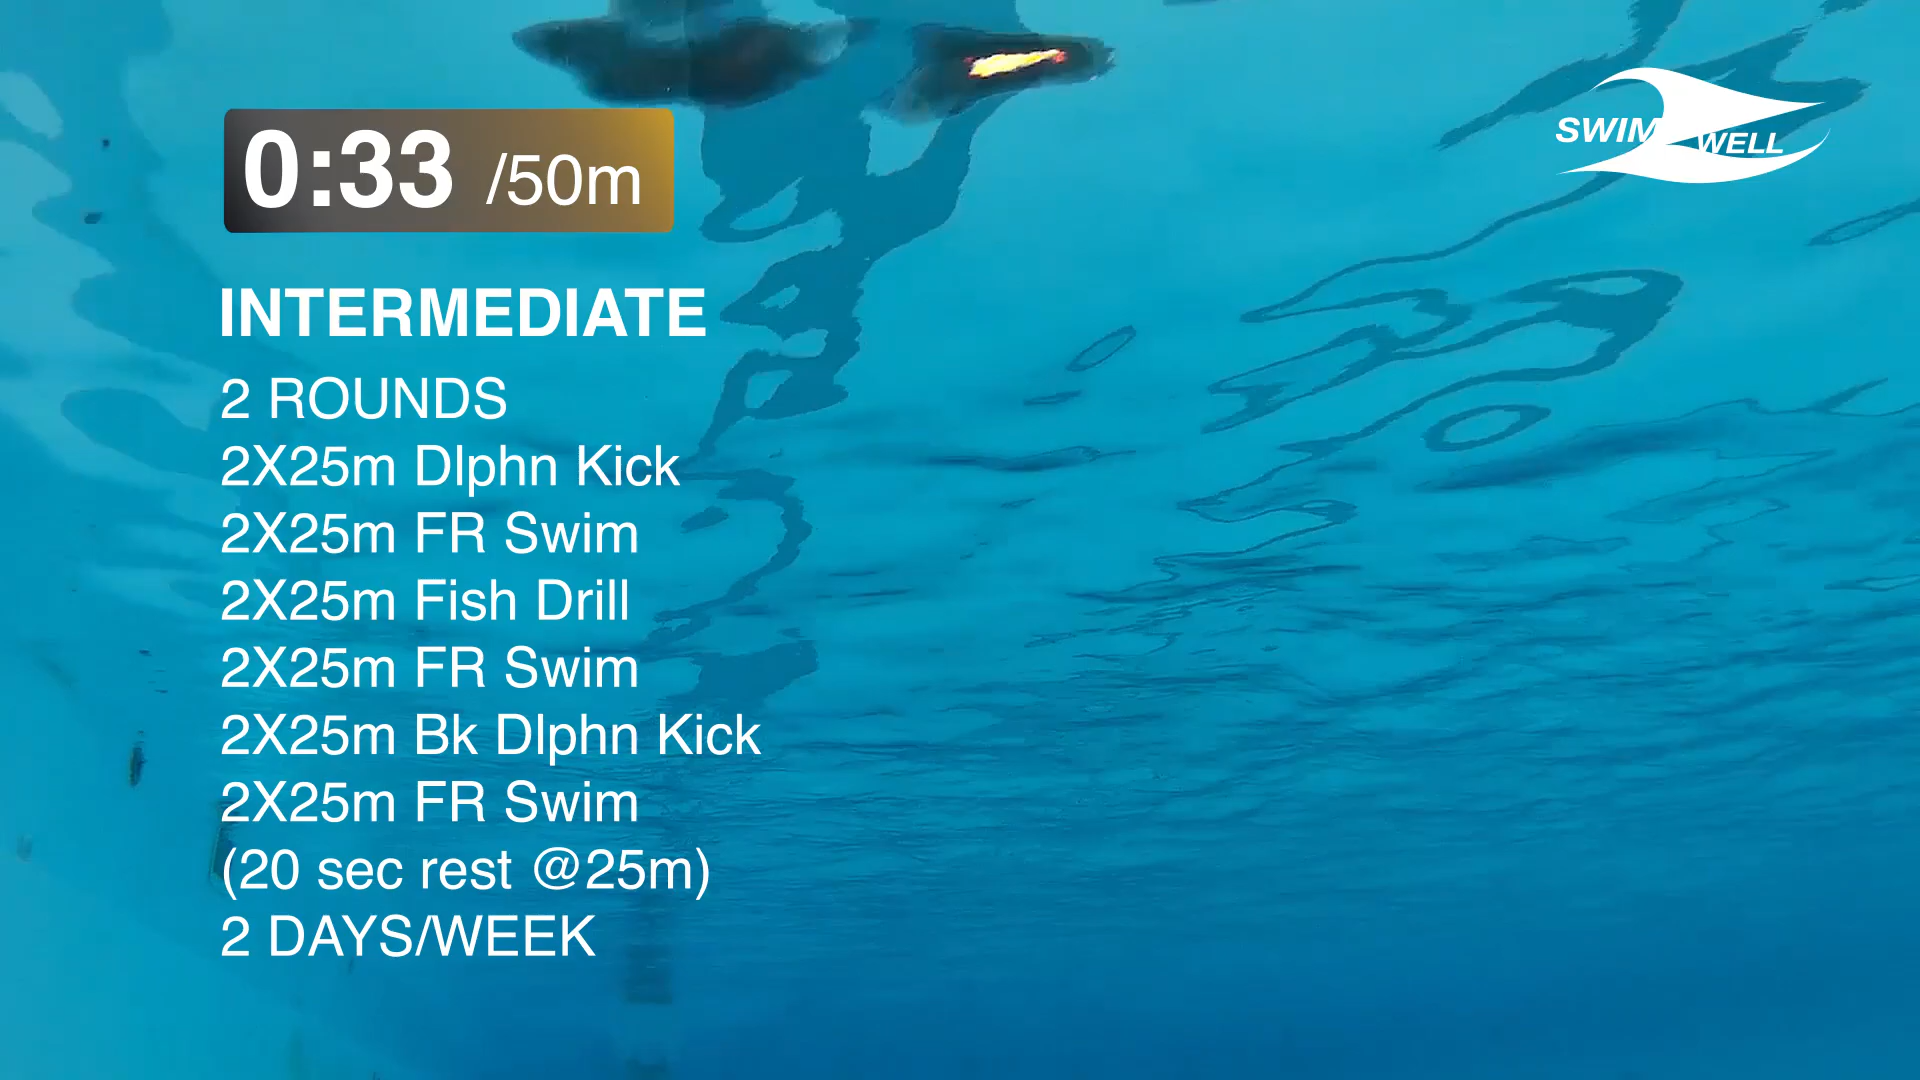 0:33 /50m
SWIM WELL
INTERMEDIATE
2 ROUNDS
2X25m Dlphn Kick
2X25m FR Swim
2X25m Fish Drill
2X25m FR Swim
2X25m Bk Dlphn Kick
2X25m FR Swim
(20 sec rest @25m)
2 DAYS/WEEK